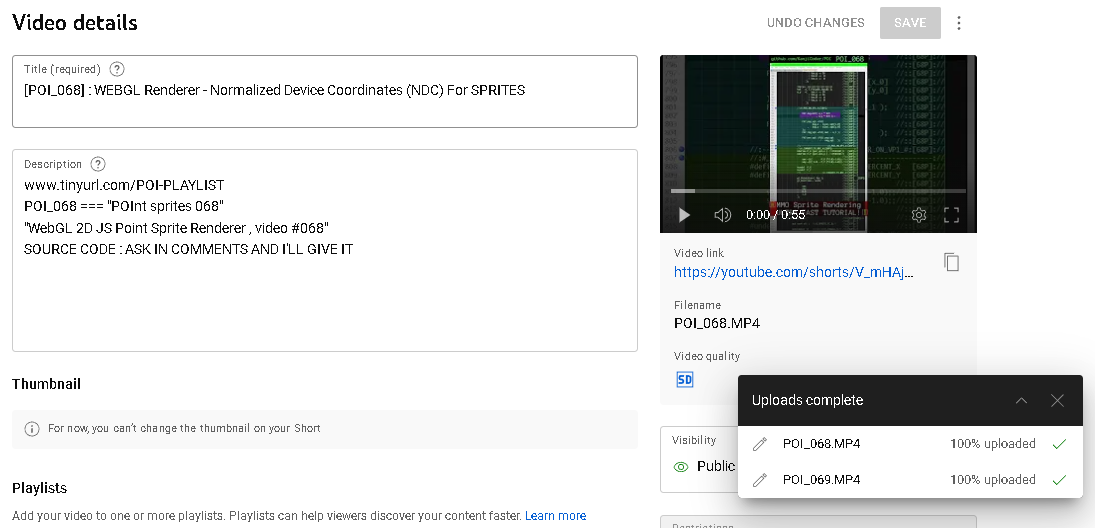 Video details
UNDO CHANGES
SAVE
Title (required)
[POI_068] : WEBGL Renderer - Normalized Device Coordinates (NDC) For SPRITES
Description
www.tinyurl.com/POI-PLAYLIST
POI_068 === "POInt sprites 068"
"WebGL 2D JS Point Sprite Renderer , video #068"
SOURCE CODE : ASK IN COMMENTS AND I'LL GIVE IT
POI_068
MMO Sprite Rendering
0:00 / 0:55
Video link
https://youtube.com/shorts/V_mHAj...
Filename
POI_068.MP4
Video quality
SD
Thumbnail
For now, you can't change the thumbnail on your Short
Visibility
Public
Uploads complete
POI_068.MP4 100% uploaded
POI_069.MP4 100% uploaded
Playlists
Add your video to one or more playlists. Playlists can help viewers discover your content faster. Learn more